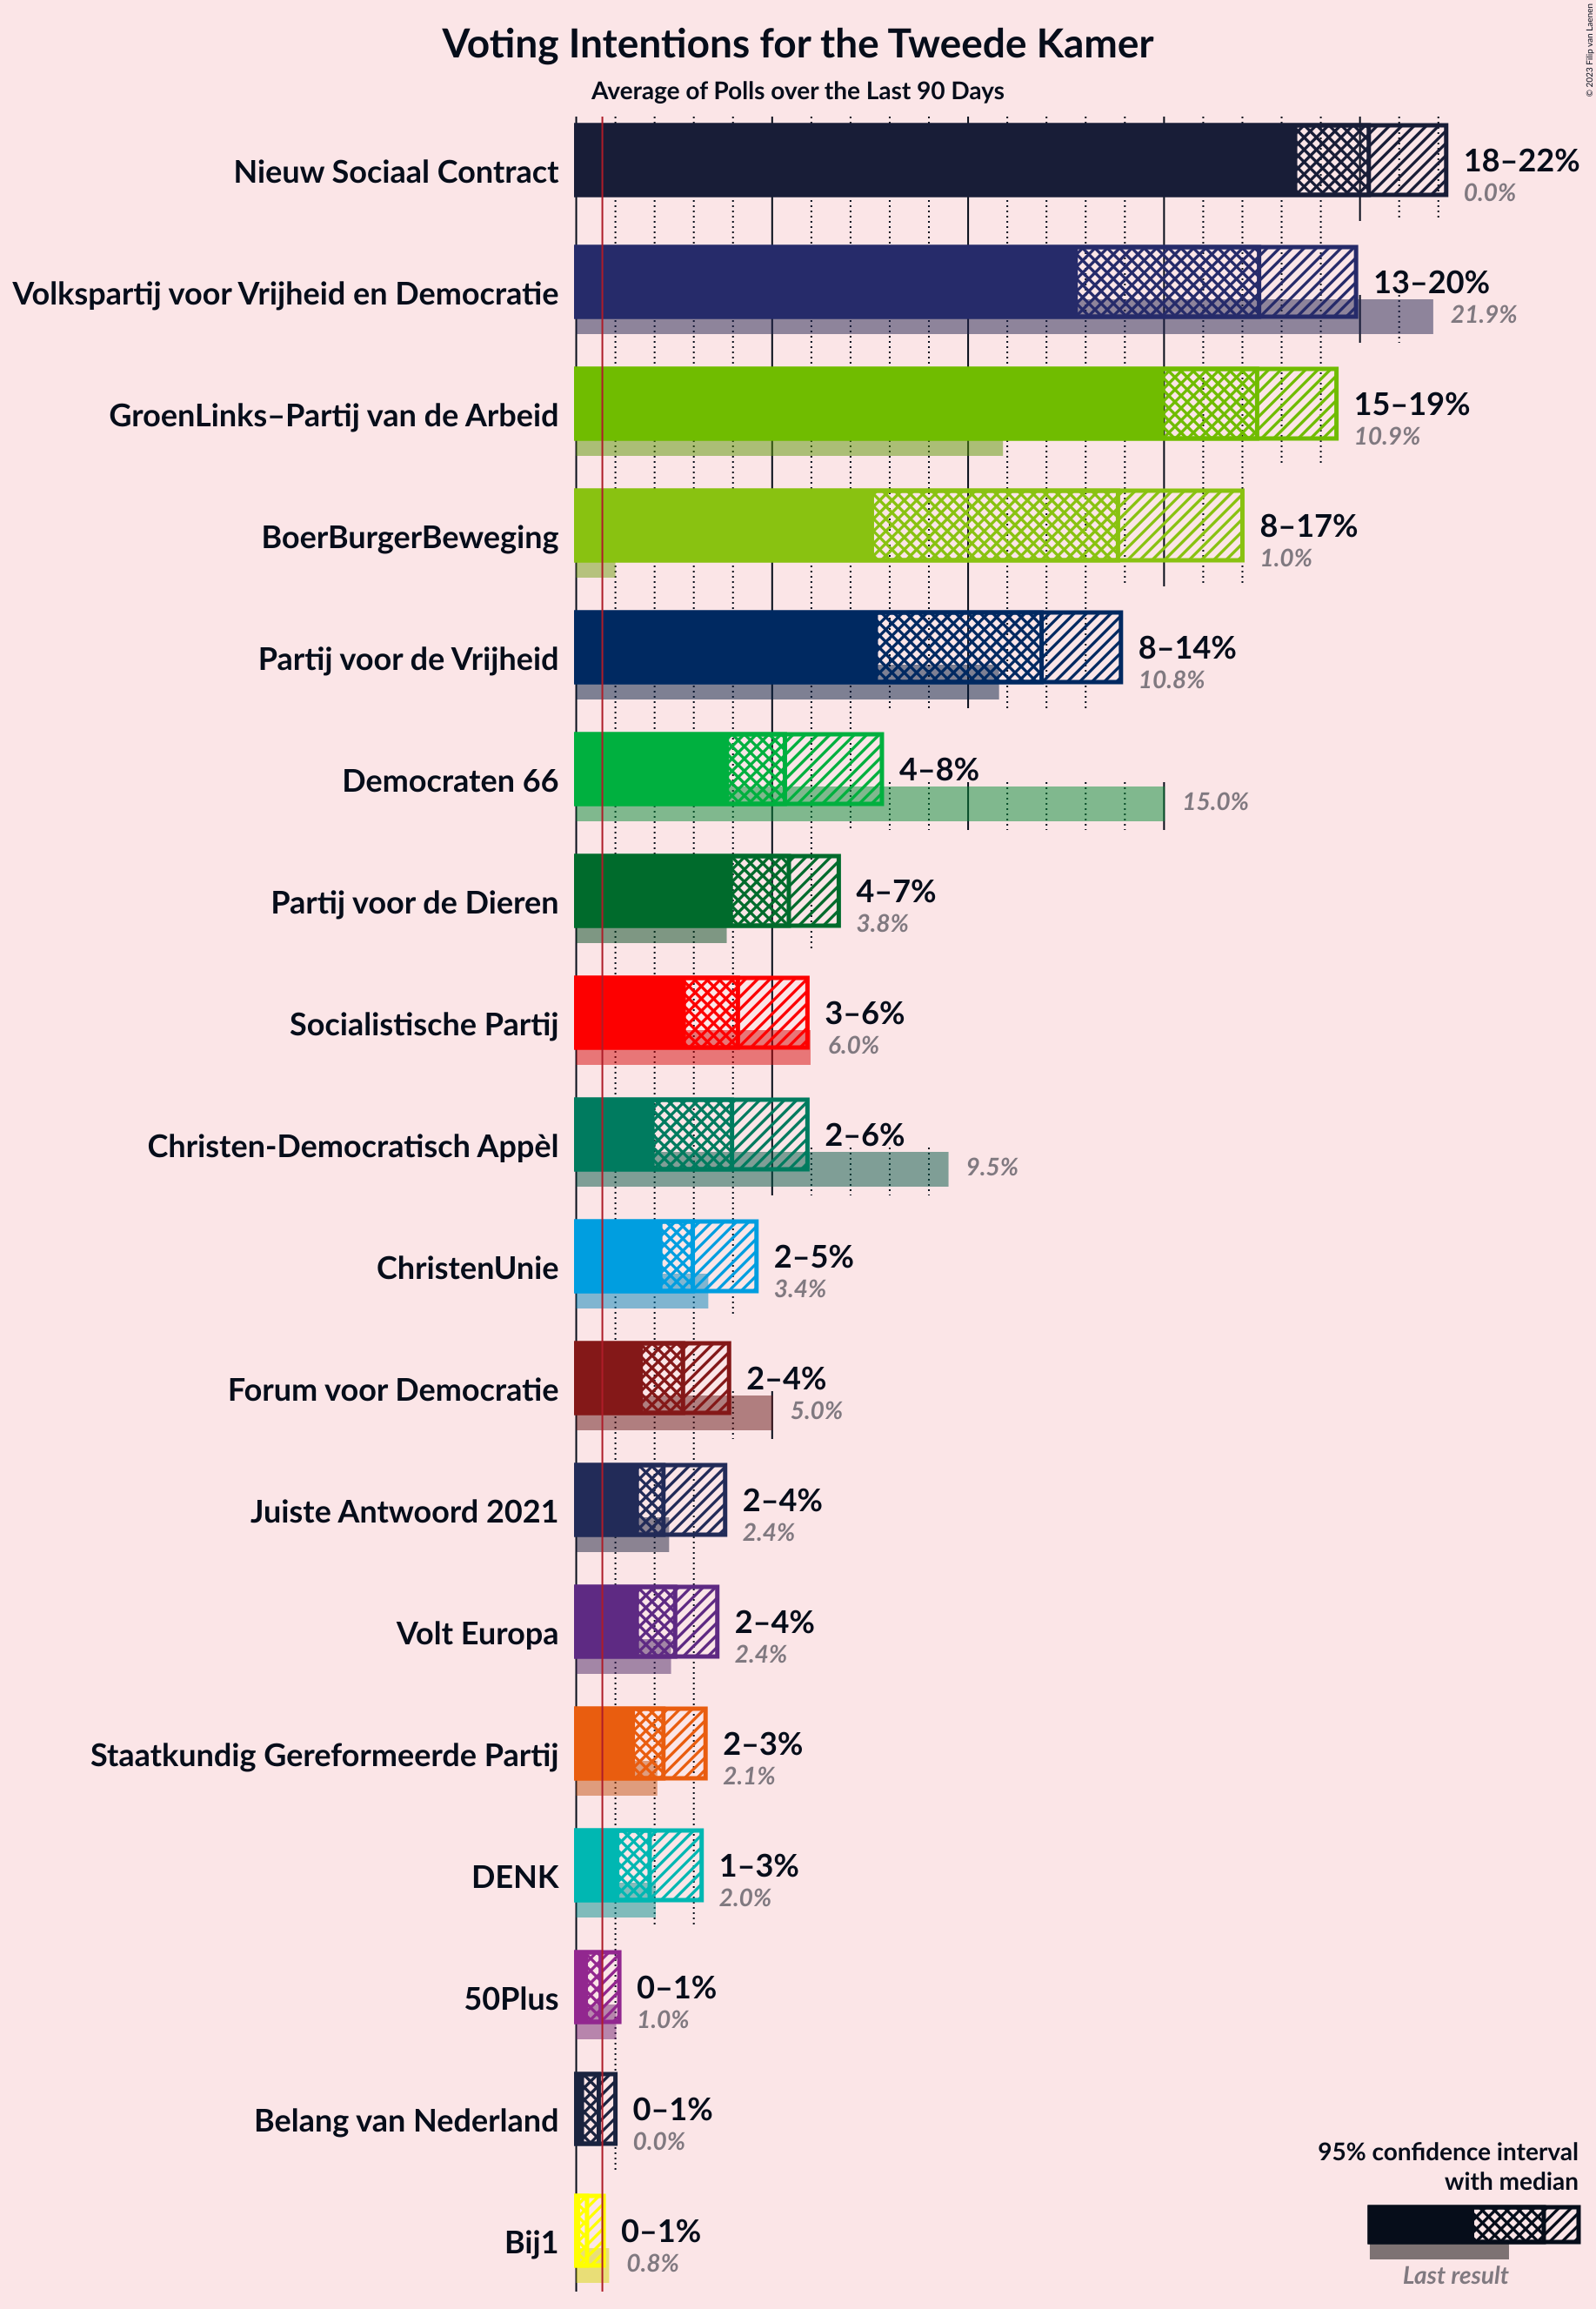 Voting Intentions for the Tweede Kamer
Average of Polls over the Last 90 Days
© 2023 Filip van Laenen
Nieuw Sociaal Contract
18–22%
0.0%
Volkspartij voor Vrijheid en Democratie
13–20%
21.9%
GroenLinks–Partij van de Arbeid
15–19%
10.9%
BoerBurgerBeweging
8–17%
1.0%
Partij voor de Vrijheid
8–14%
10.8%
Democraten 66
4–8%
15.0%
Partij voor de Dieren
4–7%
3.8%
Socialistische Partij
3–6%
6.0%
Christen-Democratisch Appèl
2–6%
9.5%
ChristenUnie
2–5%
3.4%
Forum voor Democratie
2–4%
5.0%
Juiste Antwoord 2021
2–4%
2.4%
Volt Europa
2–4%
2.4%
Staatkundig Gereformeerde Partij
2–3%
2.1%
DENK
1–3%
2.0%
50Plus
0–1%
1.0%
Belang van Nederland
0–1%
0.0%
Bij1
0–1%
0.8%
95% confidence interval
with median
Last result